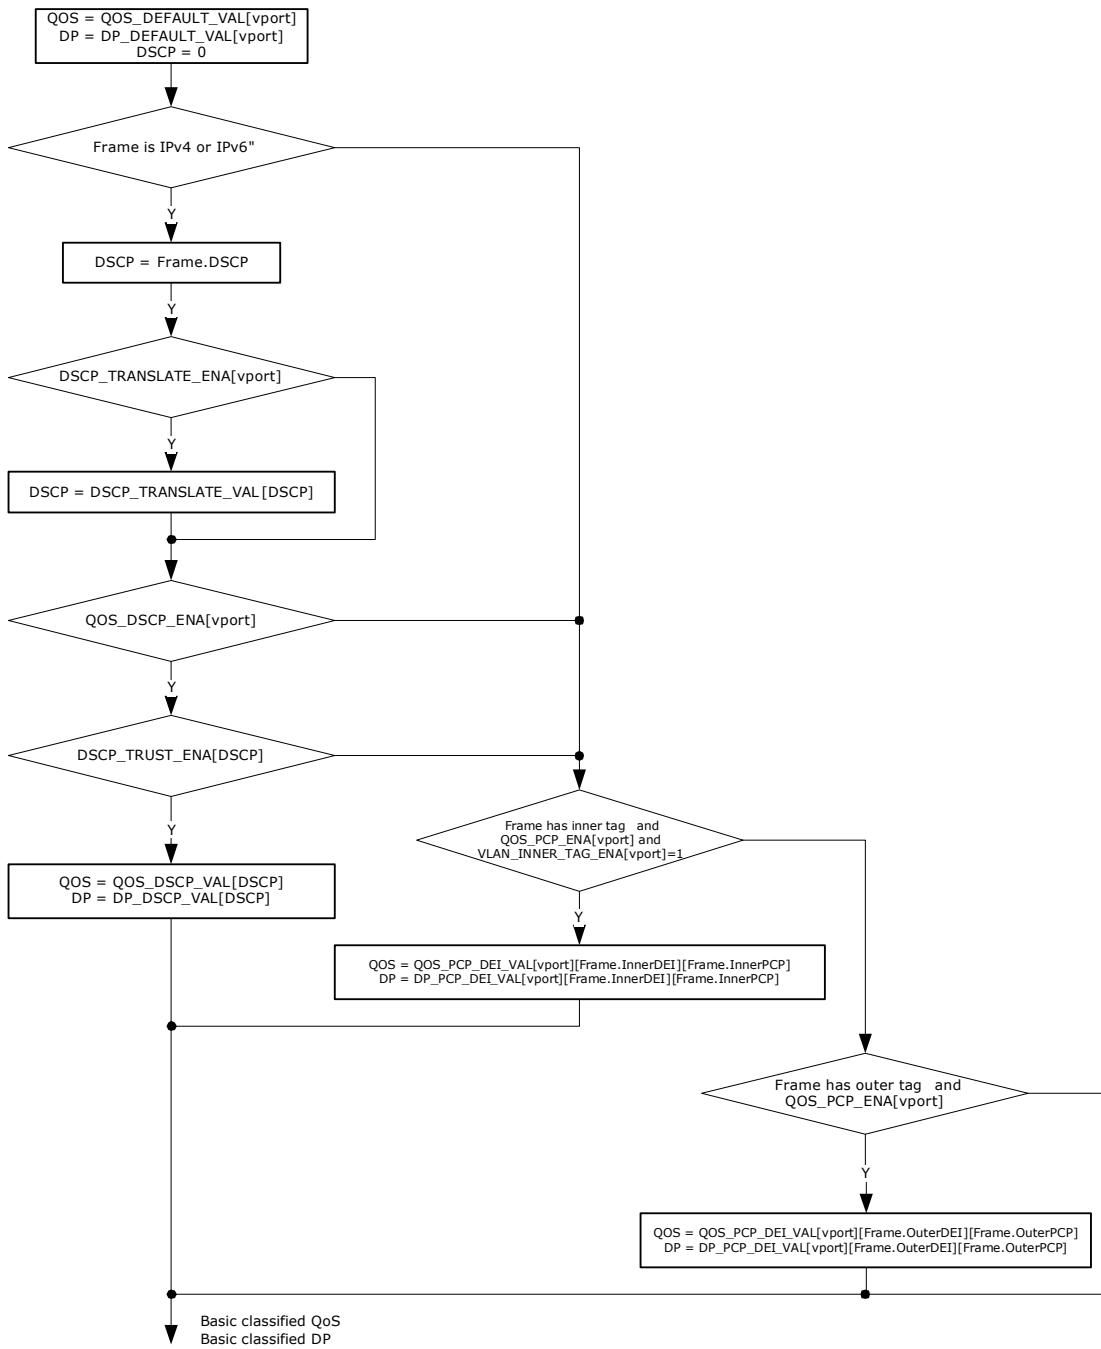 QOS = QOS_DEFAULT_VAL[vport]
DP = DP_DEFAULT_VAL[vport]
DSCP = 0
Frame is IPv4 or IPv6"
Y
DSCP = Frame.DSCP
Y
DSCP_TRANSLATE_ENA[vport]
Y
DSCP = DSCP_TRANSLATE_VAL[DSCP]
QOS_DSCP_ENA[vport]
Y
DSCP_TRUST_ENA[DSCP]
Y
QOS = QOS_DSCP_VAL[DSCP]
DP = DP_DSCP_VAL[DSCP]
Frame has inner tag and
QOS_PCP_ENA[vport] and
VLAN_INNER_TAG_ENA[vport]=1
Y
QOS = QOS_PCP_DEI_VAL[vport][Frame.InnerDEI][Frame.InnerPCP]
DP = DP_PCP_DEI_VAL[vport][Frame.InnerDEI][Frame.InnerPCP]
Frame has outer tag and
QOS_PCP_ENA[vport]
Y
QOS = QOS_PCP_DEI_VAL[vport][Frame.OuterDEI][Frame.OuterPCP]
DP = DP_PCP_DEI_VAL[vport][Frame.OuterDEI][Frame.OuterPCP]
Basic classified QoS
Basic classified DP